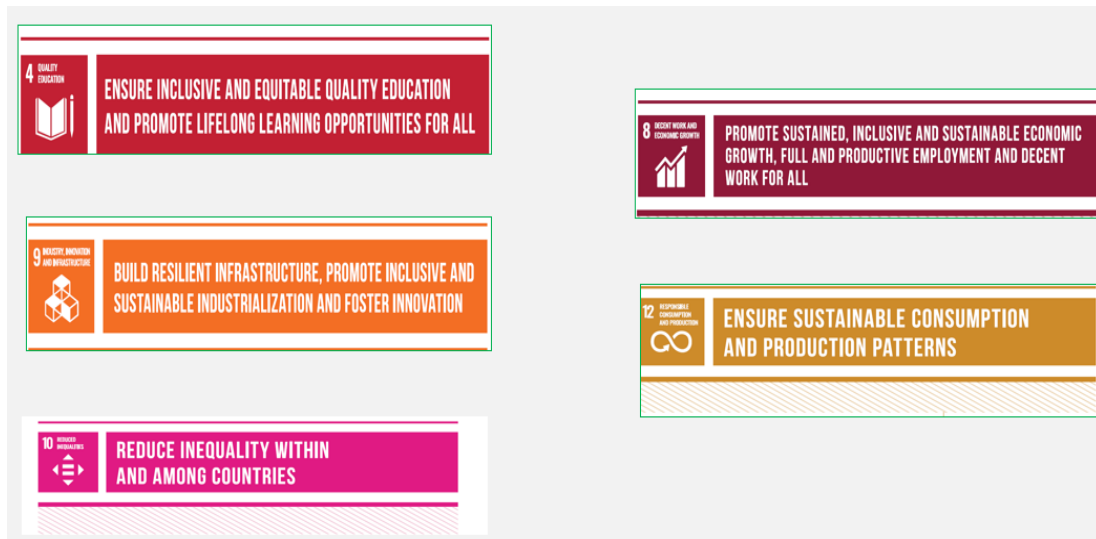 4 QUALITY
EDUCATION
ENSURE INCLUSIVE AND EQUITABLE QUALITY EDUCATION
AND PROMOTE LIFELONG LEARNING OPPORTUNITIES FOR ALL
8 DECENT WORK AND
ECONOMIC GROWTH
PROMOTE SUSTAINED, INCLUSIVE AND SUSTAINABLE ECONOMIC
GROWTH, FULL AND PRODUCTIVE EMPLOYMENT AND DECENT
WORK FOR ALL
9 INDUSTRY, INNOVATION
AND INFRASTRUCTURE
BUILD RESILIENT INFRASTRUCTURE, PROMOTE INCLUSIVE AND
SUSTAINABLE INDUSTRIALIZATION AND FOSTER INNOVATION
12 RESPONSIBLE
CONSUMPTION
AND PRODUCTION
ENSURE SUSTAINABLE CONSUMPTION
AND PRODUCTION PATTERNS
10 REDUCED
INEQUALITIES
REDUCE INEQUALITY WITHIN
AND AMONG COUNTRIES